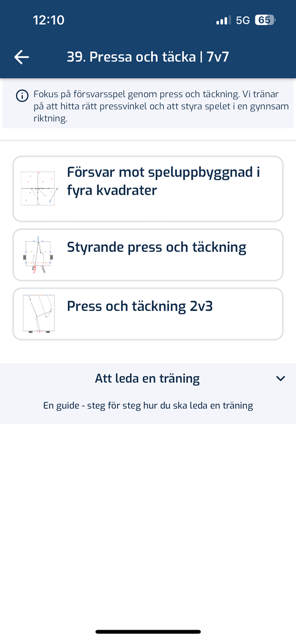 12:10
5G
65
39. Pressa och täcka | 7v7
Fokus på försvarsspel genom press och täckning. Vi tränar
på att hitta rätt pressvinkel och att styra spelet i en gynnsam
riktning.
Försvar mot speluppbyggnad i
fyra kvadrater
Styrande press och täckning
Press och täckning 2v3
Att leda en träning
En guide - steg för steg hur du ska leda en träning